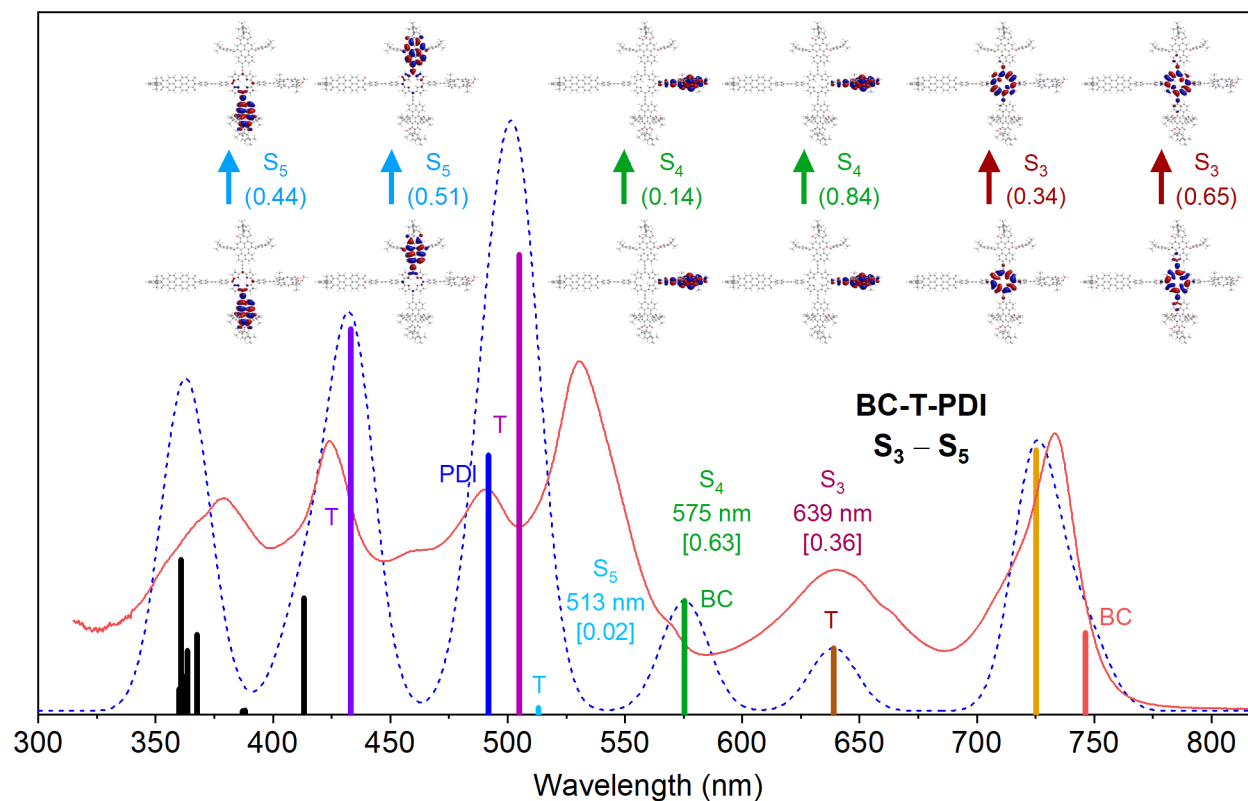 S₅
(0.44)
S₅
(0.51)
S₄
(0.14)
S₄
(0.84)
S₃
(0.34)
S₃
(0.65)
BC-T-PDI
S₃ – S₅
T
PDI
T
S₅
513 nm
[0.02]
T
S₄
575 nm
[0.63]
BC
S₃
639 nm
[0.36]
T
BC
300 350 400 450 500 550 600 650 700 750 800
Wavelength (nm)